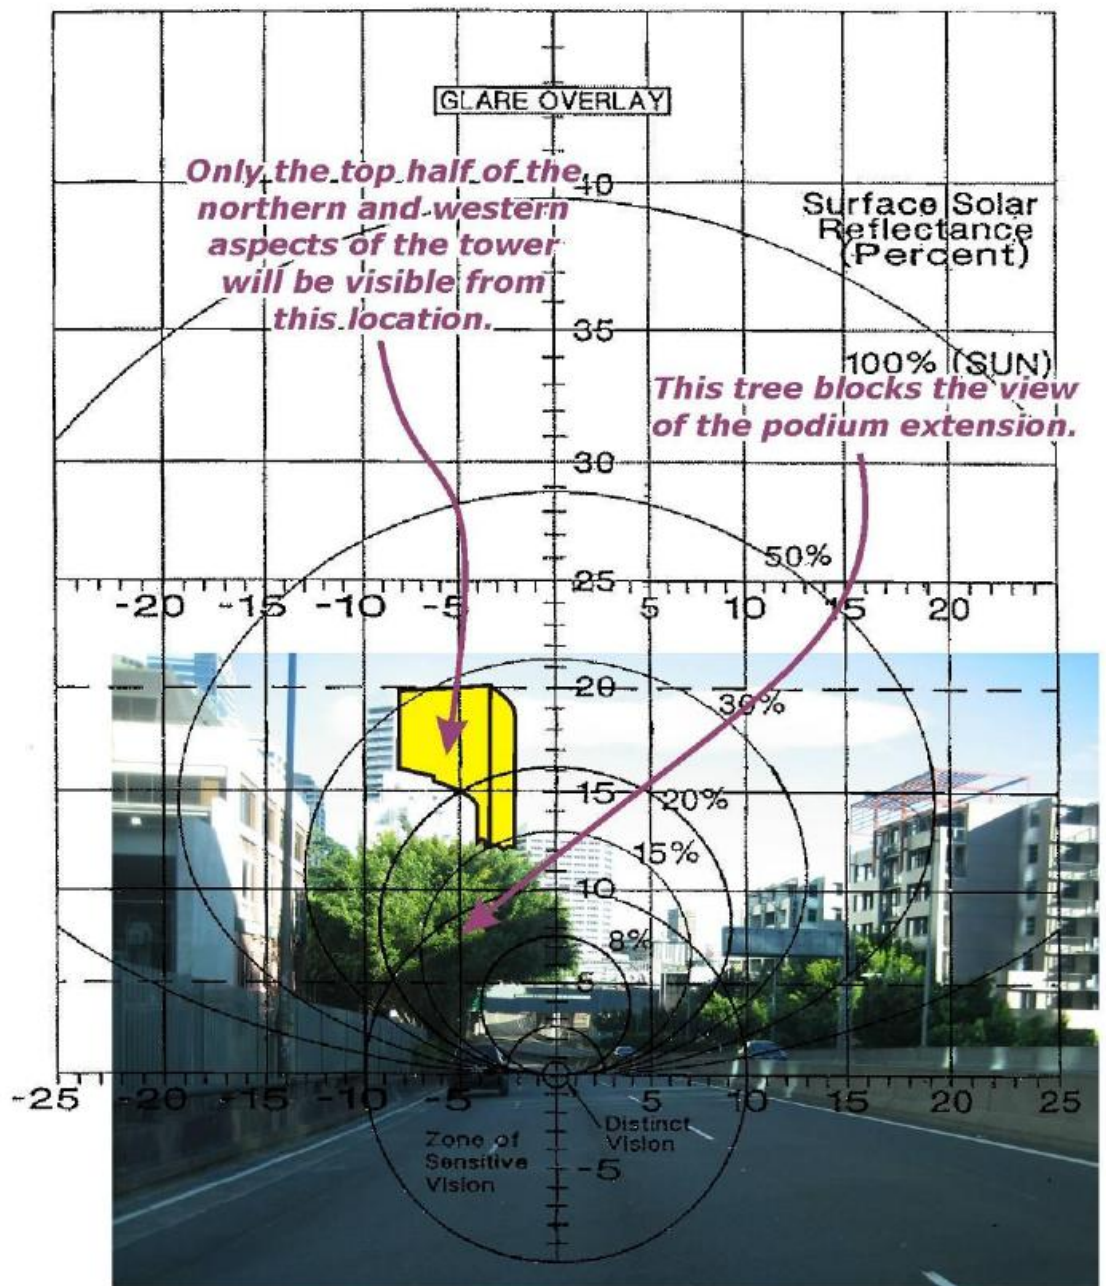 GLARE OVERLAY
Only the top half of the
northern and western
aspects of the tower
will be visible from
this location.
40
Surface Solar
Reflectance
(Percent)
35
100% (SUN)
This tree blocks the view
of the podium extension.
30
50%
25
-20 -15 -10 -5 5 10 15 20
20
30%
15
20%
15%
10
8%
5
-25 -20 -15 -10 -5 5 10 15 20 25
Distinct
Vision
Zone of
Sensitive
Vision
-5